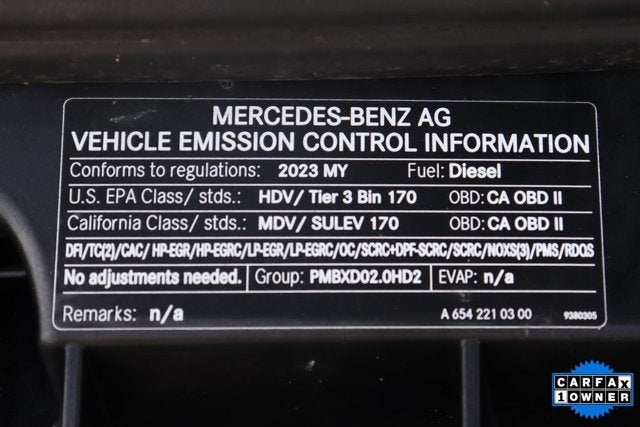 MERCEDES-BENZ AG
VEHICLE EMISSION CONTROL INFORMATION
Conforms to regulations: 2023 MY Fuel: Diesel
U.S. EPA Class/ stds.: HDV/ Tier 3 Bin 170 OBD: CA OBD II
California Class/ stds.: MDV/ SULEV 170 OBD: CA OBD II
DFI/TC(2)/CAC/ HP-EGR/HP-EGRC/LP-EGR/LP-EGRC/OC/SCRC+DPF-SCRC/SCRC/NOXS(3)/PMS/RDQS
No adjustments needed. Group: PMBXD02.0HD2 EVAP: n/a
Remarks: n/a A 654 221 03 00 9380305
CARFAX
1 OWNER